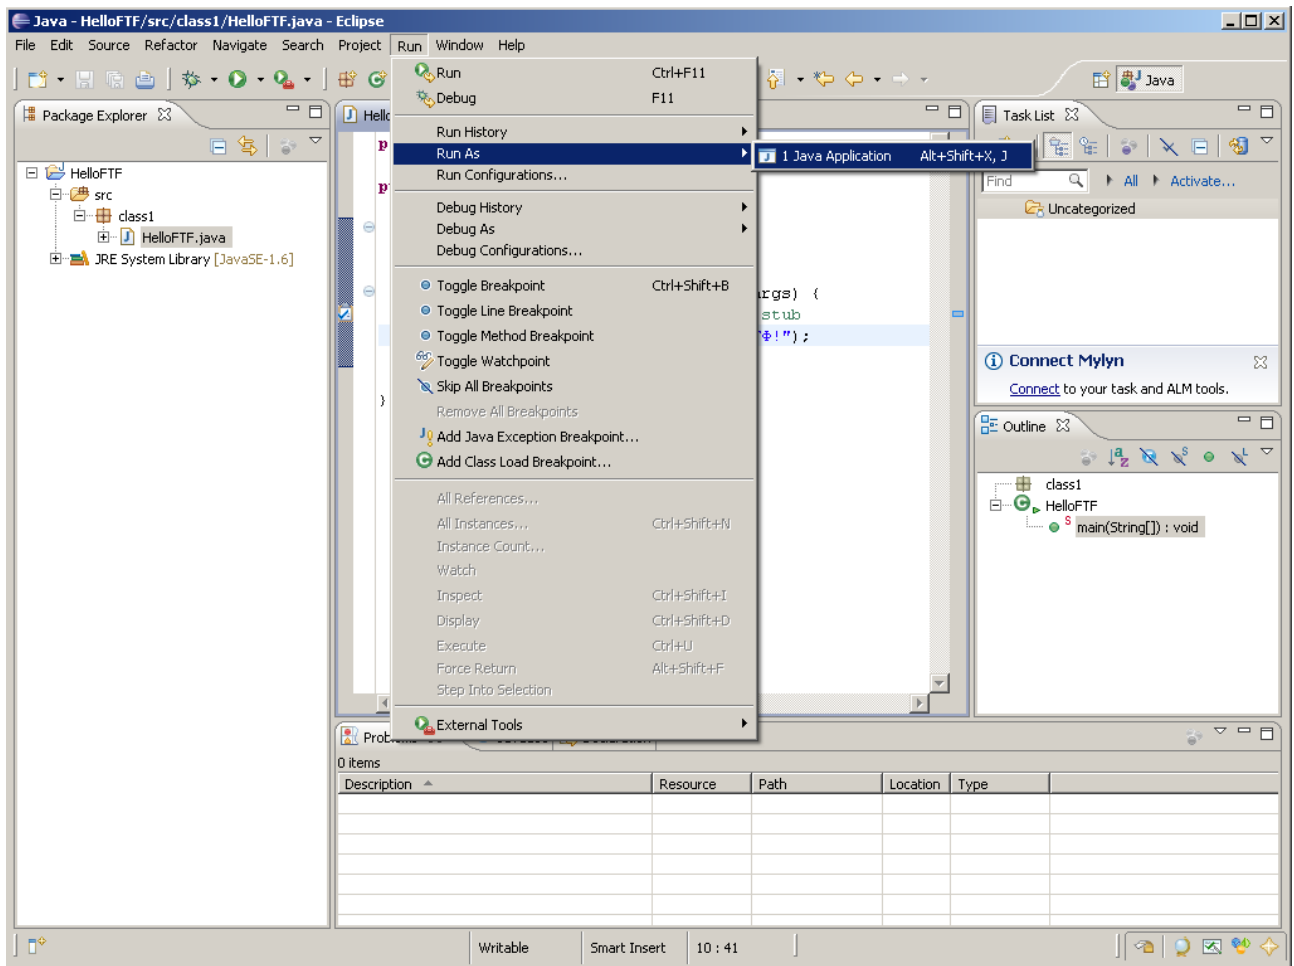 Java - HelloFTF/src/class1/HelloFTF.java - Eclipse
File Edit Source Refactor Navigate Search Project Run Window Help
Java
Package Explorer
HelloFTF
src
class1
HelloFTF.java
JRE System Library [JavaSE-1.6]
Run Ctrl+F11
Debug F11
Run History
Run As
Run Configurations...
Debug History
Debug As
Debug Configurations...
Toggle Breakpoint Ctrl+Shift+B
Toggle Line Breakpoint
Toggle Method Breakpoint
Toggle Watchpoint
Skip All Breakpoints
Remove All Breakpoints
Add Java Exception Breakpoint...
Add Class Load Breakpoint...
All References...
All Instances... Ctrl+Shift+N
Instance Count...
Watch
Inspect Ctrl+Shift+I
Display Ctrl+Shift+D
Execute Ctrl+U
Force Return Alt+Shift+F
Step Into Selection
External Tools
1 Java Application Alt+Shift+X, J
) {
stub
Ф!");
}
Task List
Find All Activate...
Uncategorized
Connect Mylyn
Connect to your task and ALM tools.
Outline
class1
HelloFTF
main(String[]) : void
0 items
Description Resource Path Location Type
Writable Smart Insert 10 : 41